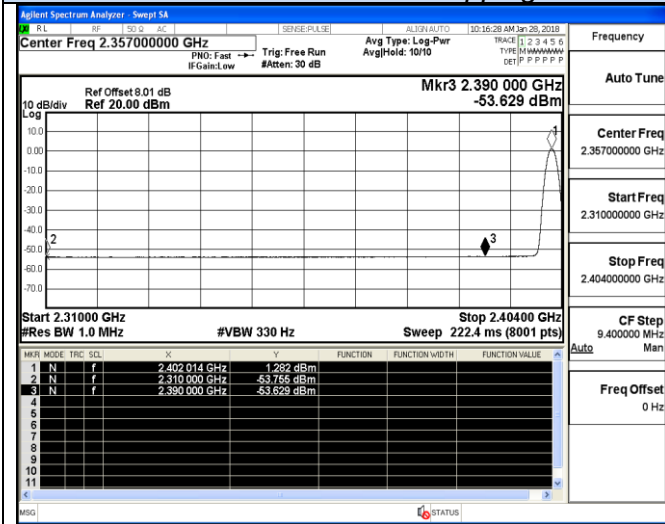 Agilent Spectrum Analyzer - Swept SA
RL RF 50 Ω AC SENSE:PULSE ALIGN AUTO 10:16:28 AM Jan 28, 2018
Center Freq 2.357000000 GHz
PNO: Fast
IFGain:Low
Trig: Free Run
#Atten: 30 dB
Avg Type: Log-Pwr
Avg|Hold: 10/10
TRACE 1 2 3 4 5 6
TYPE MWWWWW
DET P P P P P P
Frequency
Auto Tune
Center Freq
2.357000000 GHz
Start Freq
2.310000000 GHz
Stop Freq
2.404000000 GHz
CF Step
9.400000 MHz
Auto Man
Freq Offset
0 Hz
Mkr3 2.390 000 GHz
-53.629 dBm
Ref Offset 8.01 dB
10 dB/div Ref 20.00 dBm
Log
10.0
0.00
-10.0
-20.0
-30.0
-40.0
-50.0
-60.0
-70.0
1
2
3
Start 2.31000 GHz Stop 2.40400 GHz
#Res BW 1.0 MHz #VBW 330 Hz Sweep 222.4 ms (8001 pts)
MKR MODE TRC SCL X Y FUNCTION FUNCTION WIDTH FUNCTION VALUE
1 N f 2.402 014 GHz 1.282 dBm
2 N f 2.310 000 GHz -53.755 dBm
3 N f 2.390 000 GHz -53.629 dBm
4
5
6
7
8
9
10
11
MSG STATUS